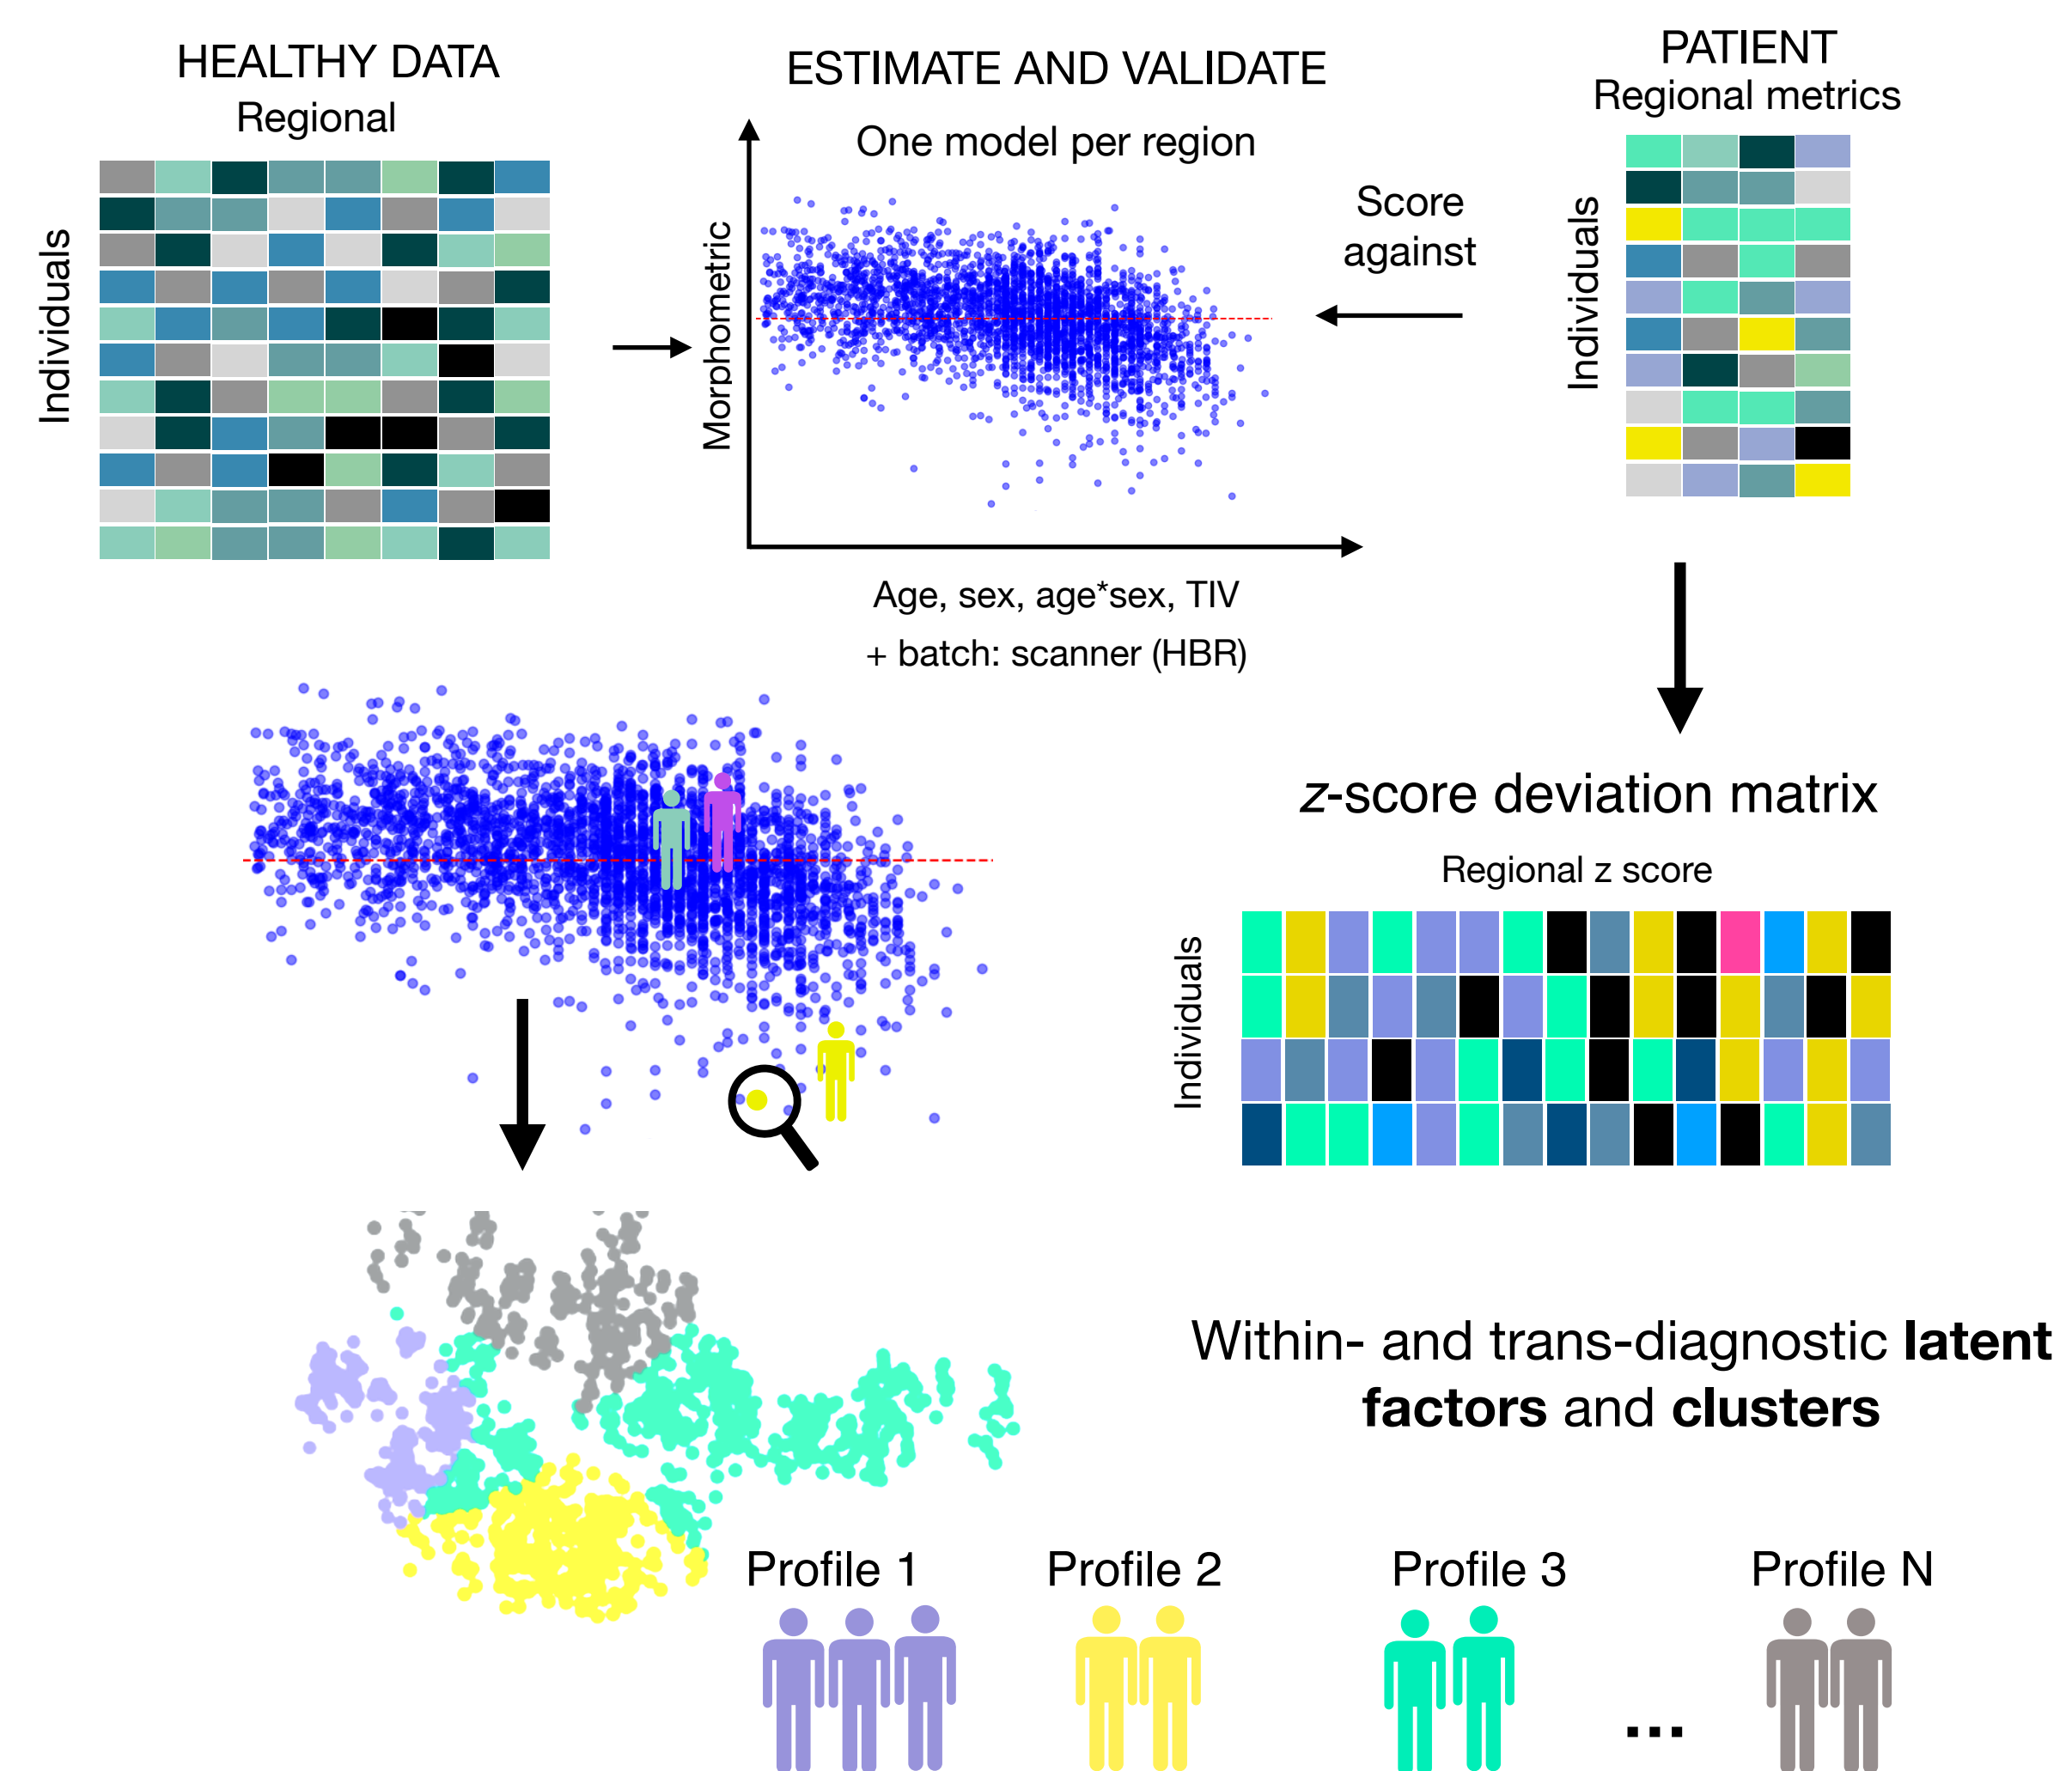 HEALTHY DATA
Regional
Individuals
ESTIMATE AND VALIDATE
One model per region
Morphometric
Age, sex, age*sex, TIV
+ batch: scanner (HBR)
Score
against
PATIENT
Regional metrics
Individuals
z-score deviation matrix
Regional z score
Individuals
Within- and trans-diagnostic latent
factors and clusters
Profile 1
Profile 2
Profile 3
...
Profile N